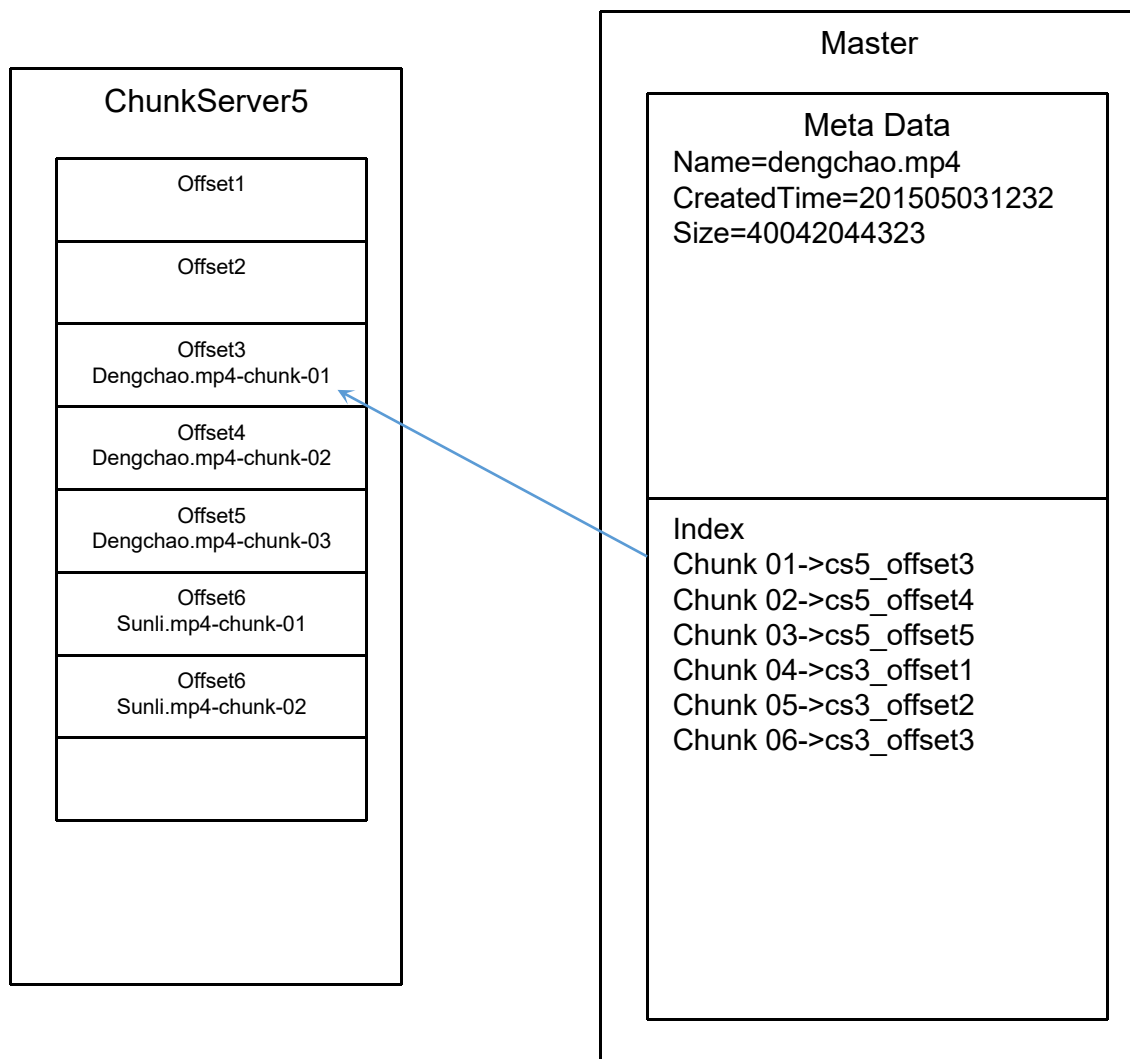 ChunkServer5
Offset1
Offset2
Offset3
Dengchao.mp4-chunk-01
Offset4
Dengchao.mp4-chunk-02
Offset5
Dengchao.mp4-chunk-03
Offset6
Sunli.mp4-chunk-01
Offset6
Sunli.mp4-chunk-02
Master
Meta Data
Name=dengchao.mp4
CreatedTime=201505031232
Size=40042044323
Index
Chunk 01->cs5_offset3
Chunk 02->cs5_offset4
Chunk 03->cs5_offset5
Chunk 04->cs3_offset1
Chunk 05->cs3_offset2
Chunk 06->cs3_offset3